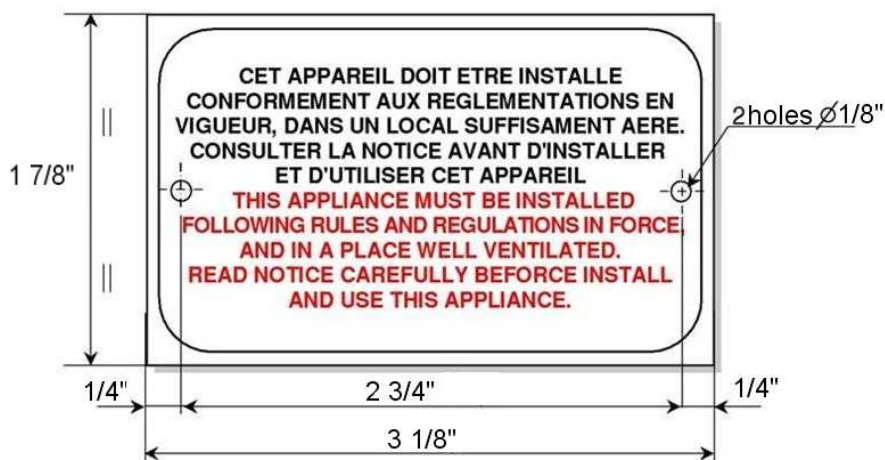 CET APPAREIL DOIT ETRE INSTALLE
CONFORMEMENT AUX REGLEMENTATIONS EN
VIGUEUR, DANS UN LOCAL SUFFISAMENT AERE.
CONSULTER LA NOTICE AVANT D'INSTALLER
ET D'UTILISER CET APPAREIL
THIS APPLIANCE MUST BE INSTALLED
FOLLOWING RULES AND REGULATIONS IN FORCE,
AND IN A PLACE WELL VENTILATED.
READ NOTICE CAREFULLY BEFORCE INSTALL
AND USE THIS APPLIANCE.
2holes ⌀1/8"
1 7/8"
1/4" 2 3/4" 1/4"
3 1/8"